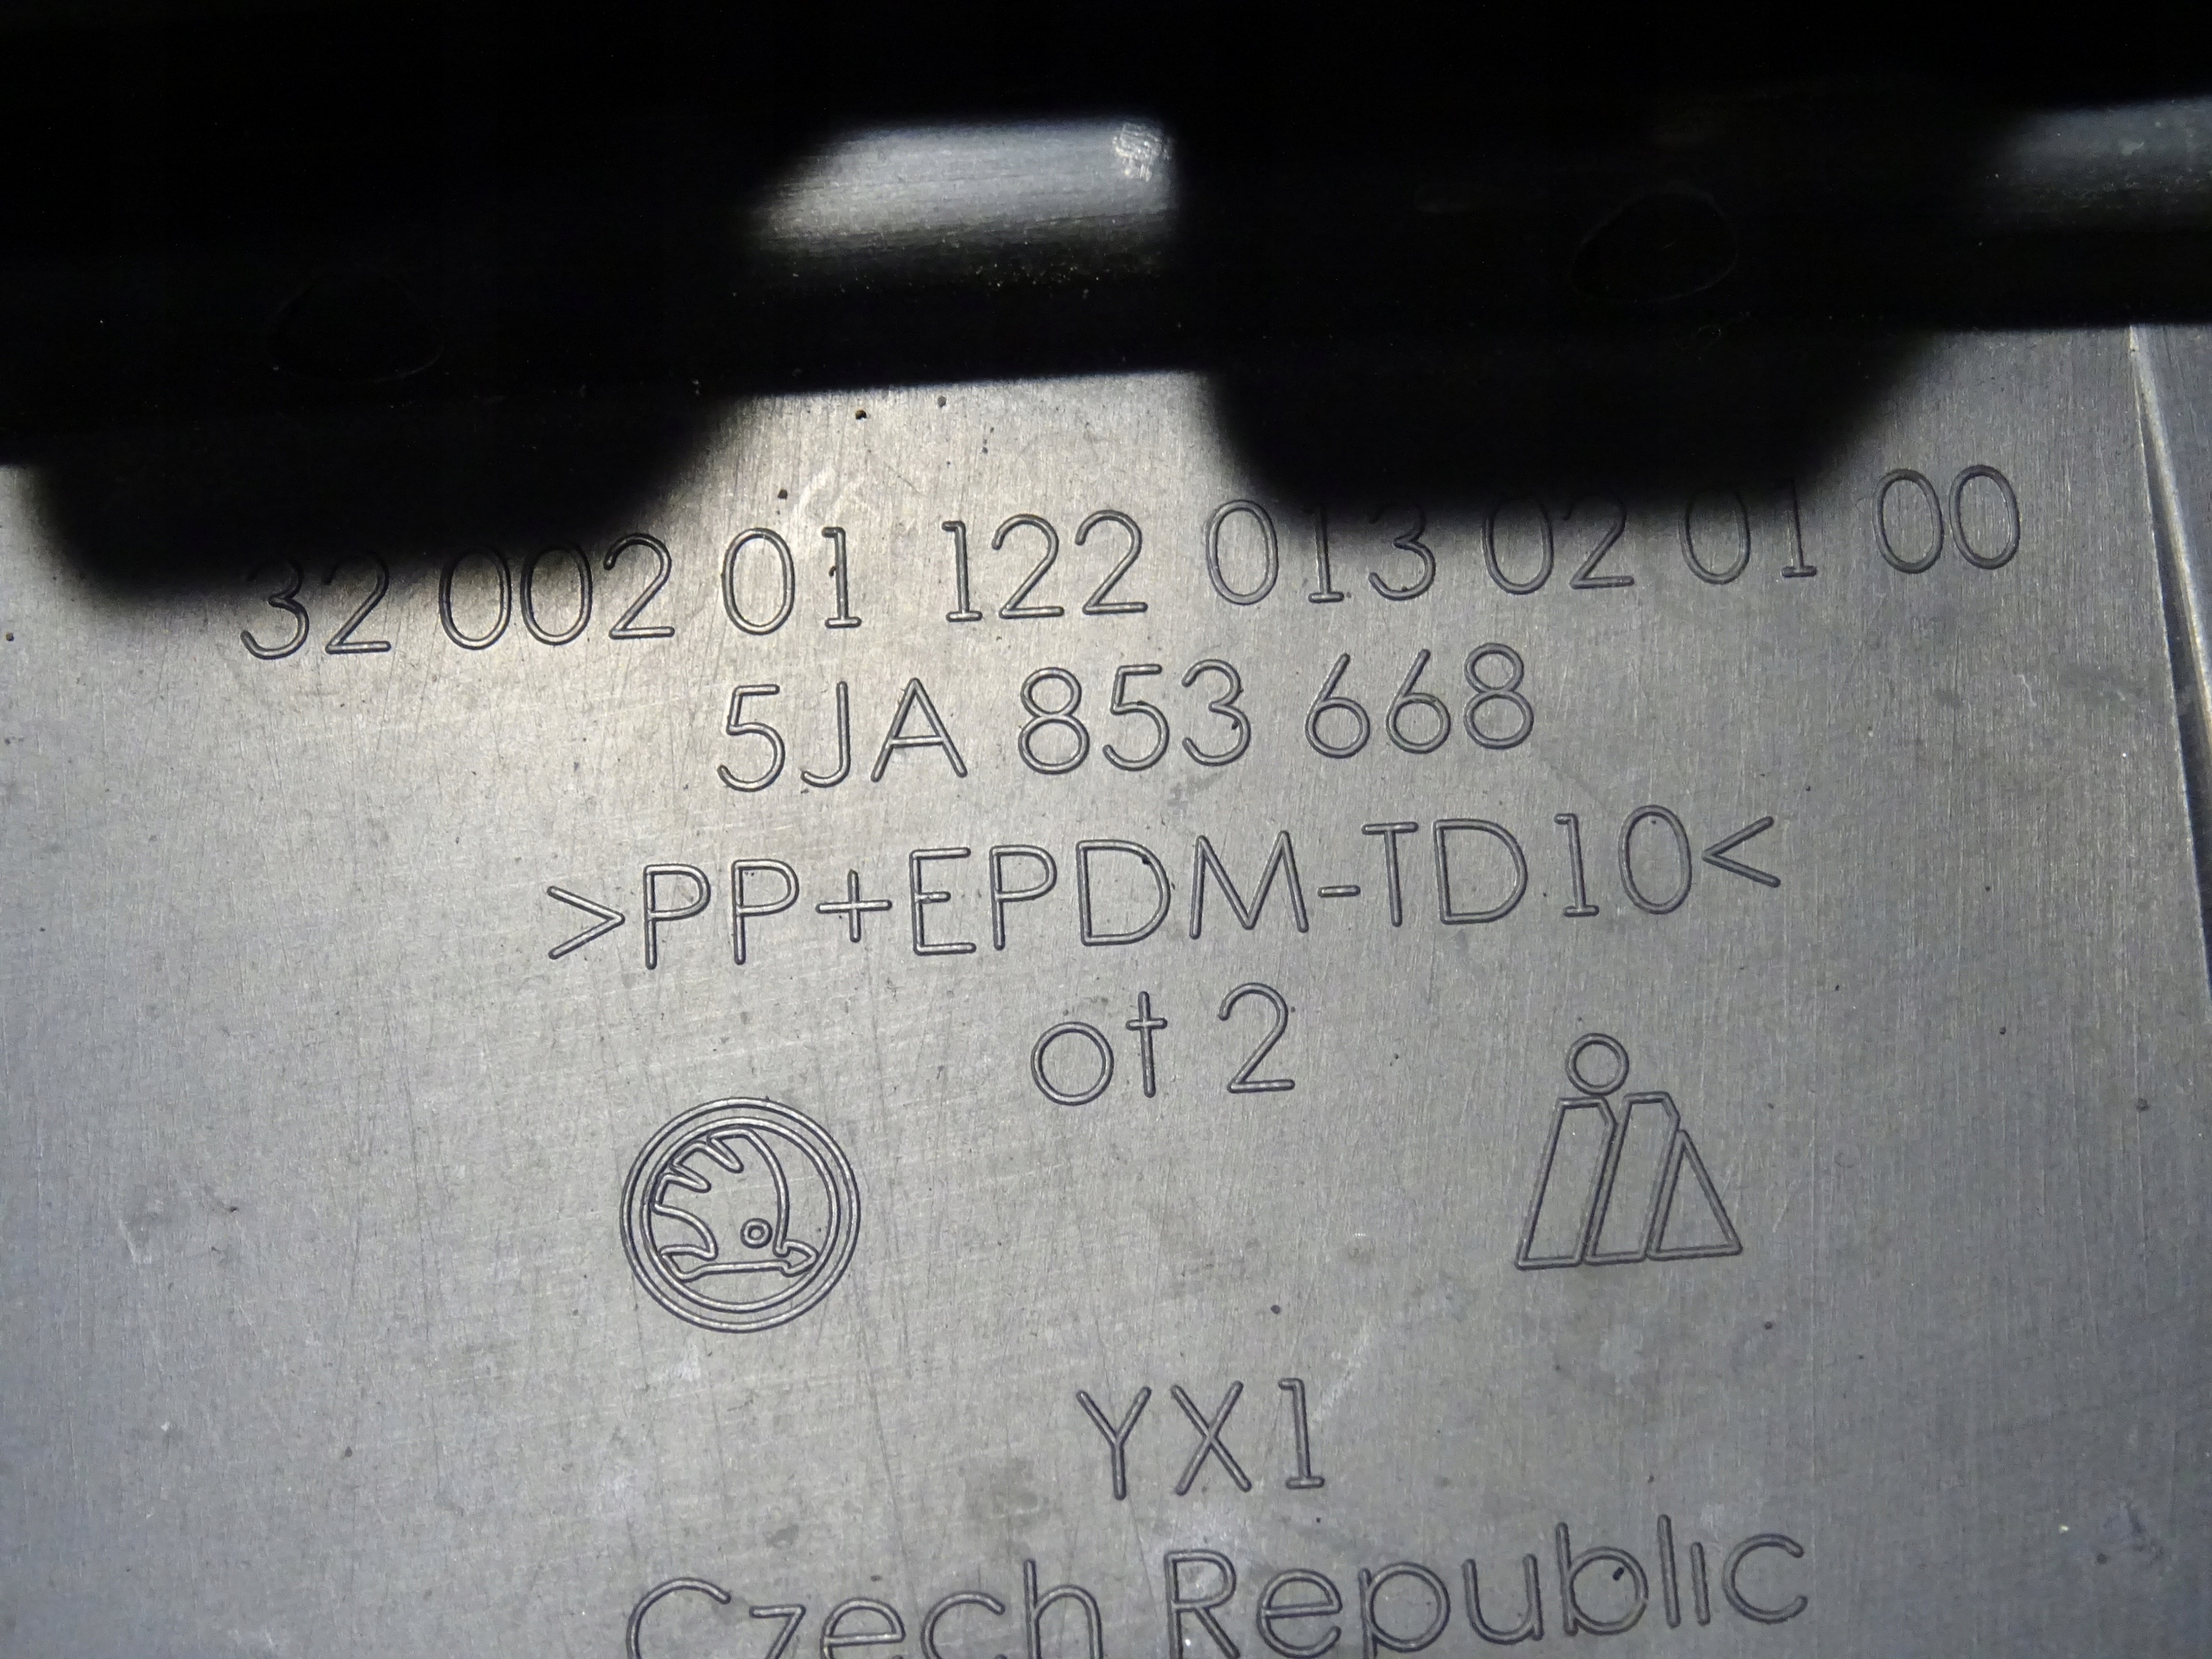 32 002 01 122 013 02 01 00
5JA 853 668
>PP+EPDM-TD10<
ot 2
YX1
Czech Republic